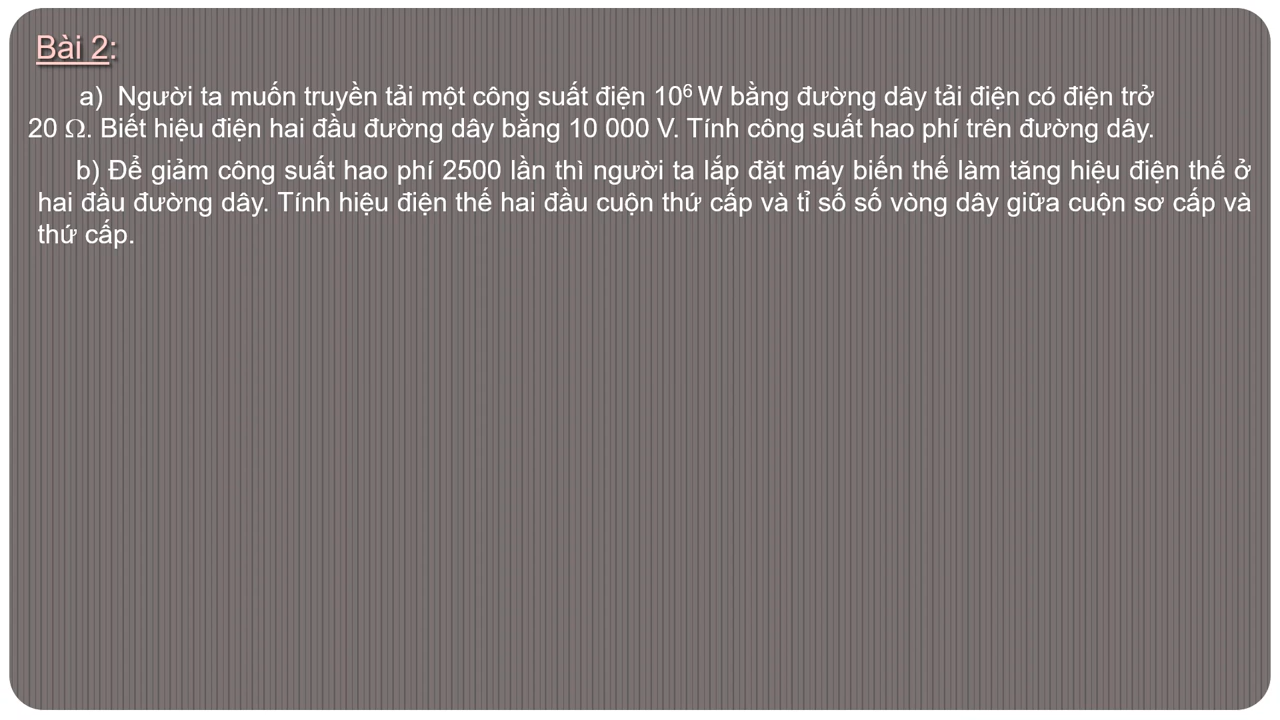 Bài 2:
a) Người ta muốn truyền tải một công suất điện 10⁶ W bằng đường dây tải điện có điện trở
20 Ω. Biết hiệu điện hai đầu đường dây bằng 10 000 V. Tính công suất hao phí trên đường dây.
b) Để giảm công suất hao phí 2500 lần thì người ta lắp đặt máy biến thế làm tăng hiệu điện thế ở
hai đầu đường dây. Tính hiệu điện thế hai đầu cuộn thứ cấp và tỉ số số vòng dây giữa cuộn sơ cấp và
thứ cấp.